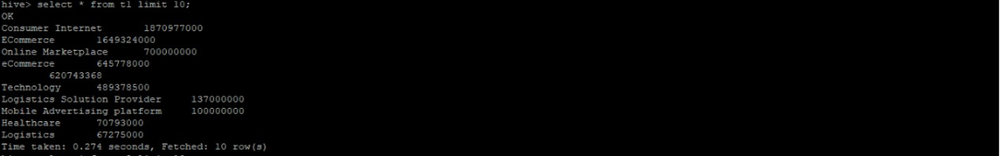 hive> select * from t1 limit 10;
OK
Consumer Internet 1870977000
ECommerce 1649324000
Online Marketplace 700000000
eCommerce 645778000
620743368
Technology 489378500
Logistics Solution Provider 137000000
Mobile Advertising platform 100000000
Healthcare 70793000
Logistics 67275000
Time taken: 0.274 seconds, Fetched: 10 row(s)